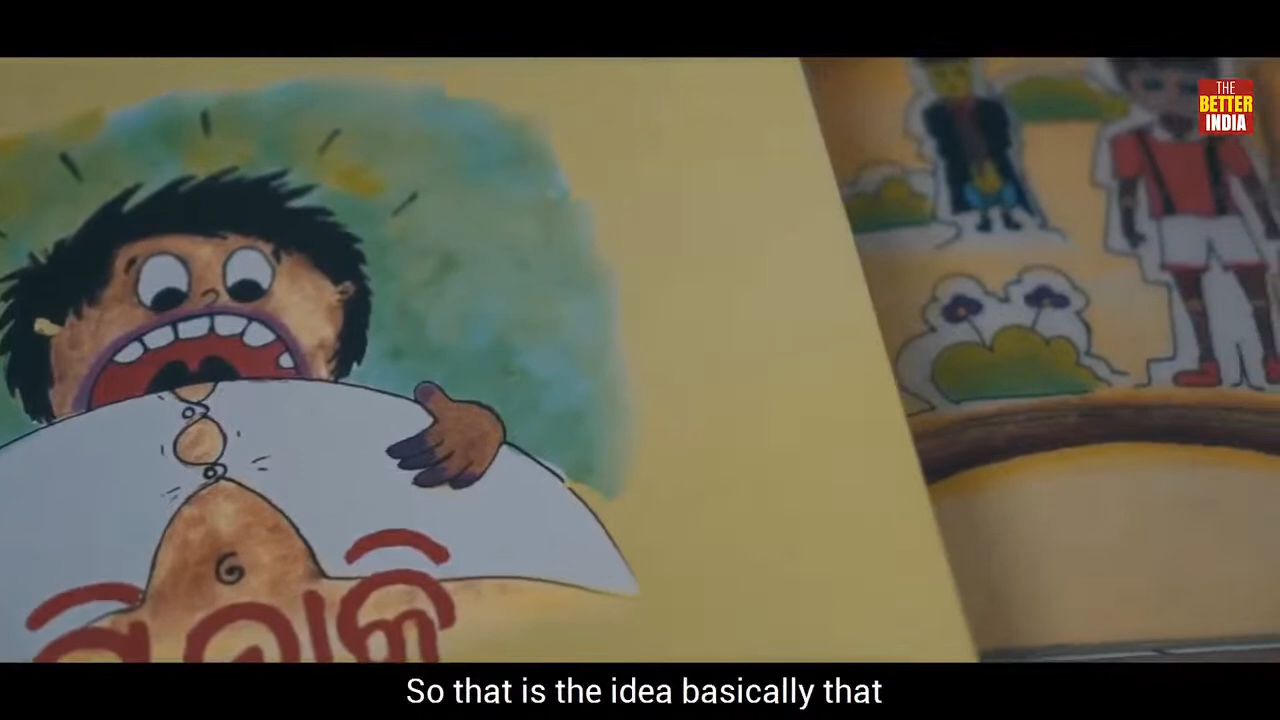 THE
BETTER
INDIA
So that is the idea basically that